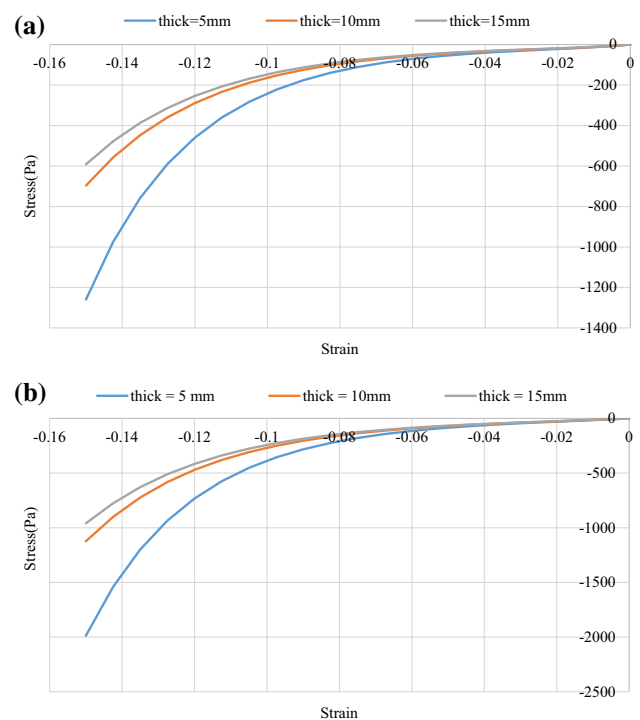 (a)
thick=5mm thick=10mm thick=15mm
-0.16 -0.14 -0.12 -0.1 -0.08 -0.06 -0.04 -0.02 0
0
-200
-400
-600
-800
-1000
-1200
-1400
Stress(Pa)
Strain
(b)
thick = 5 mm thick = 10mm thick = 15mm
0
-0.16 -0.14 -0.12 -0.1 -0.08 -0.06 -0.04 -0.02 0
-500
-1000
-1500
-2000
-2500
Stress(Pa)
Strain